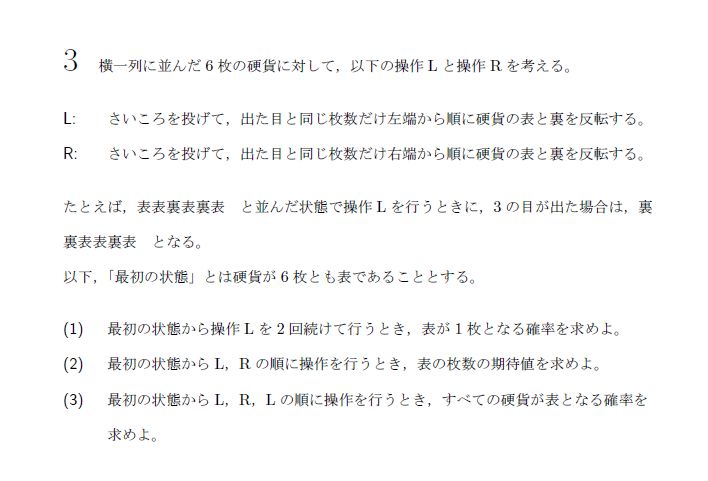 3 横一列に並んだ 6 枚の硬貨に対して，以下の操作 L と操作 R を考える。
L: さいころを投げて，出た目と同じ枚数だけ左端から順に硬貨の表と裏を反転する。
R: さいころを投げて，出た目と同じ枚数だけ右端から順に硬貨の表と裏を反転する。
たとえば，表表裏表裏表　と並んだ状態で操作 L を行うときに，3 の目が出た場合は，裏
裏表表裏表　となる。
以下，「最初の状態」とは硬貨が 6 枚とも表であることとする。
(1) 最初の状態から操作 L を 2 回続けて行うとき，表が 1 枚となる確率を求めよ。
(2) 最初の状態から L，R の順に操作を行うとき，表の枚数の期待値を求めよ。
(3) 最初の状態から L，R，L の順に操作を行うとき，すべての硬貨が表となる確率を
求めよ。